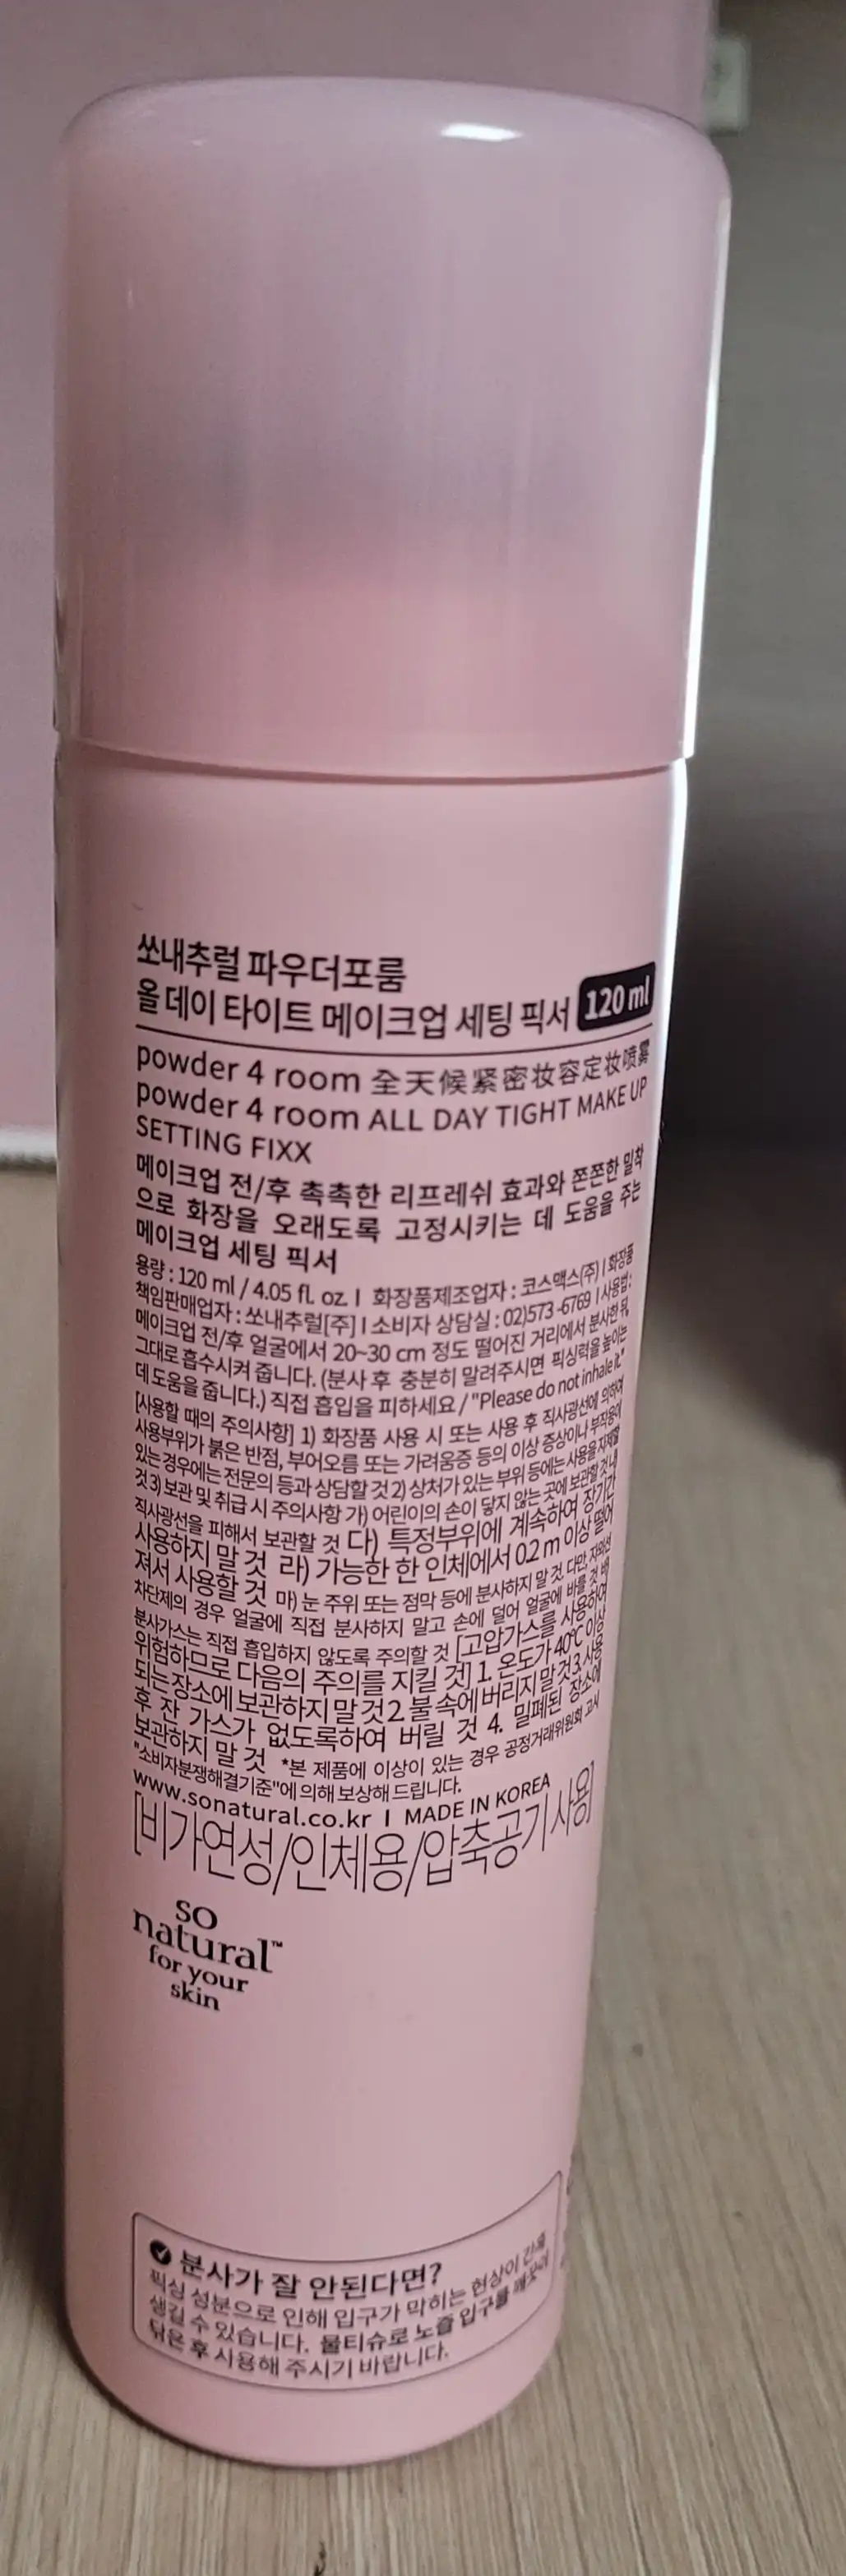 쏘내추럴 파우더포룸
올 데이 타이트 메이크업 세팅 픽서 120 ml
powder 4 room 全天候紧密妆容定妆喷雾
powder 4 room ALL DAY TIGHT MAKE UP
SETTING FIXX
메이크업 전/후 촉촉한 리프레쉬 효과와 쫀쫀한 밀착
으로 화장을 오래도록 고정시키는 데 도움을 주는
메이크업 세팅 픽서
용량 : 120 ml / 4.05 fl. oz. I 화장품제조업자 : 코스맥스(주) I 화장품
책임판매업자 : 쏘내추럴[주] I 소비자 상담실 : 02)573 -6769 I 사용법 :
메이크업 전/후 얼굴에서 20~30 cm 정도 떨어진 거리에서 분사한 뒤,
그대로 흡수시켜 줍니다. (분사 후 충분히 말려주시면 픽싱력을 높이는
데 도움을 줍니다.) 직접 흡입을 피하세요 / "Please do not inhale it."
[사용할 때의 주의사항] 1) 화장품 사용 시 또는 사용 후 직사광선에 의하여
사용부위가 붉은 반점, 부어오름 또는 가려움증 등의 이상 증상이나 부작용이
있는 경우에는 전문의 등과 상담할 것 2) 상처가 있는 부위 등에는 사용을 자제할
것 3) 보관 및 취급 시 주의사항 가) 어린이의 손이 닿지 않는 곳에 보관할 것 나)
직사광선을 피해서 보관할 것 다) 특정부위에 계속하여 장기간
사용하지 말 것 라) 가능한 한 인체에서 0.2 m 이상 떨어
져서 사용할 것 마) 눈 주위 또는 점막 등에 분사하지 말 것. 다만, 자외선
차단제의 경우 얼굴에 직접 분사하지 말고 손에 덜어 얼굴에 바를 것 바)
분사가스는 직접 흡입하지 않도록 주의할 것 [고압가스를 사용하여
위험하므로 다음의 주의를 지킬 것] 1. 온도가 40℃ 이상
되는 장소에 보관하지 말 것 2. 불 속에 버리지 말 것 3. 사용
후 잔 가스가 없도록하여 버릴 것 4. 밀폐된 장소에
보관하지 말 것 *본 제품에 이상이 있는 경우 공정거래위원회 고시
"소비자분쟁해결기준"에 의해 보상해 드립니다.
www.sonatural.co.kr I MADE IN KOREA
[비가연성/인체용/압축공기 사용]
so
natural™
for your
skin
분사가 잘 안된다면?
픽싱 성분으로 인해 입구가 막히는 현상이 간혹
생길 수 있습니다. 물티슈로 노즐 입구를 깨끗이
닦은 후 사용해 주시기 바랍니다.